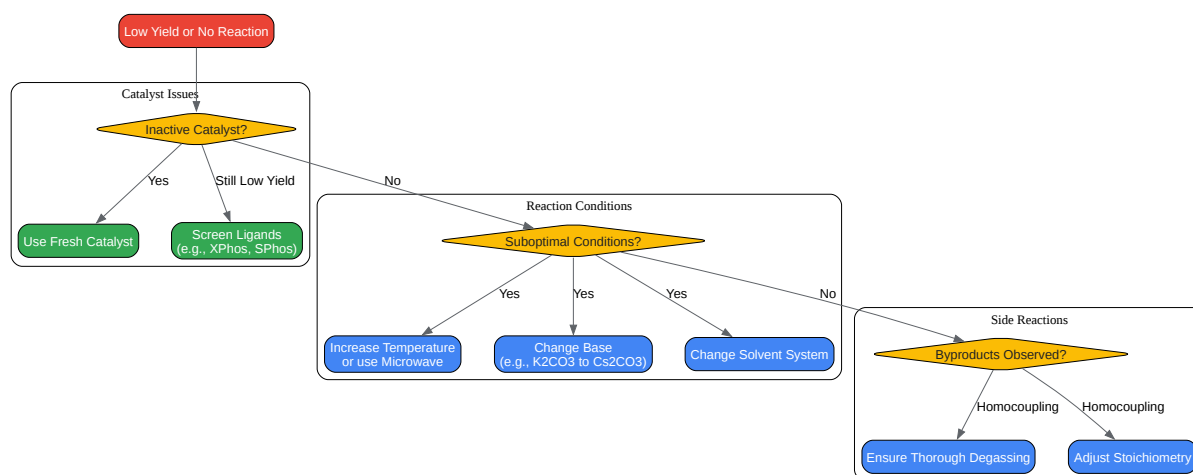 Low Yield or No Reaction
Catalyst Issues
Inactive Catalyst?
Yes
Still Low Yield
No
Use Fresh Catalyst
Screen Ligands
(e.g., XPhos, SPhos)
Reaction Conditions
Suboptimal Conditions?
Yes
Yes
Yes
No
Increase Temperature
or use Microwave
Change Base
(e.g., K2CO3 to Cs2CO3)
Change Solvent System
Side Reactions
Byproducts Observed?
Homocoupling
Homocoupling
Ensure Thorough Degassing
Adjust Stoichiometry